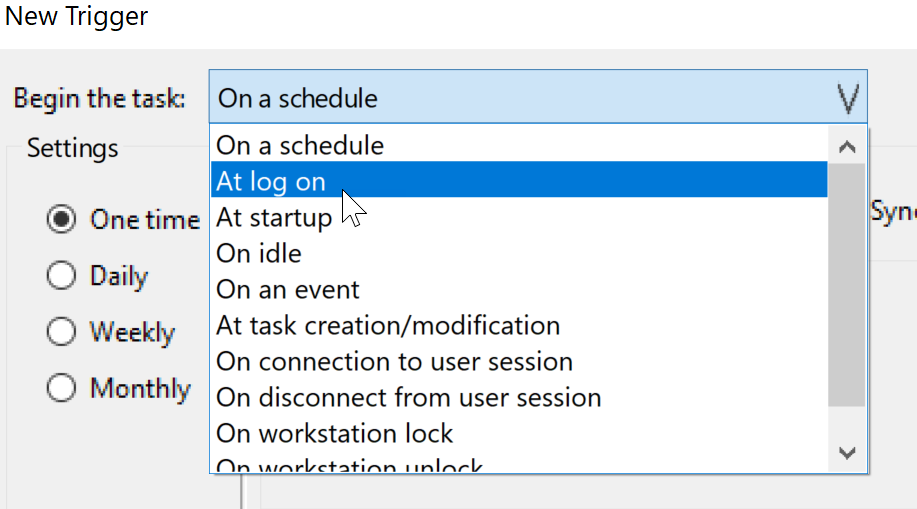 New Trigger
Begin the task:
On a schedule
Settings
One time
Daily
Weekly
Monthly
On a schedule
At log on
At startup
On idle
On an event
At task creation/modification
On connection to user session
On disconnect from user session
On workstation lock
On workstation unlock